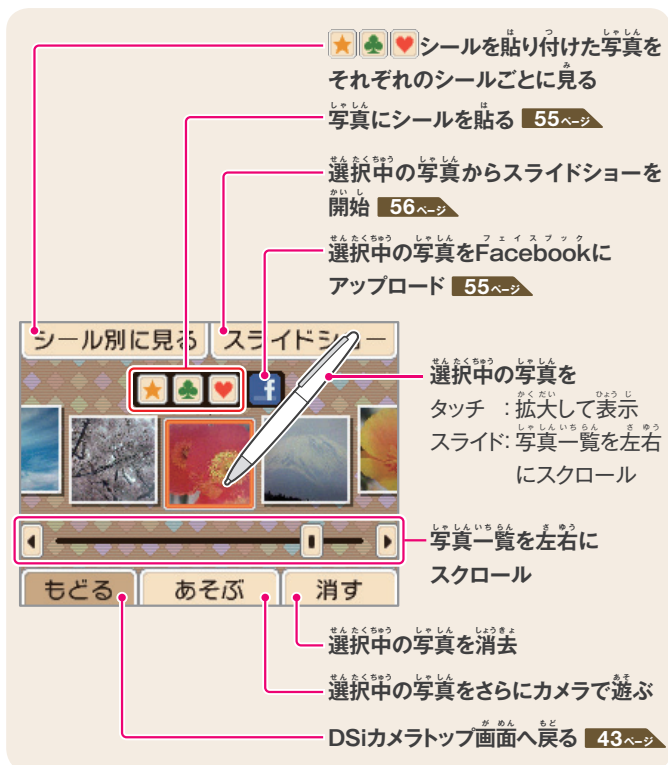 シールを貼り付けた写真を
それぞれのシールごとに見る
写真にシールを貼る 55ページ
選択中の写真からスライドショーを
開始 56ページ
選択中の写真をFacebookに
アップロード 55ページ
シール別に見る スライドショー
選択中の写真を
タッチ :拡大して表示
スライド:写真一覧を左右
にスクロール
写真一覧を左右に
スクロール
もどる あそぶ 消す
選択中の写真を消去
選択中の写真をさらにカメラで遊ぶ
DSiカメラトップ画面へ戻る 43ページ